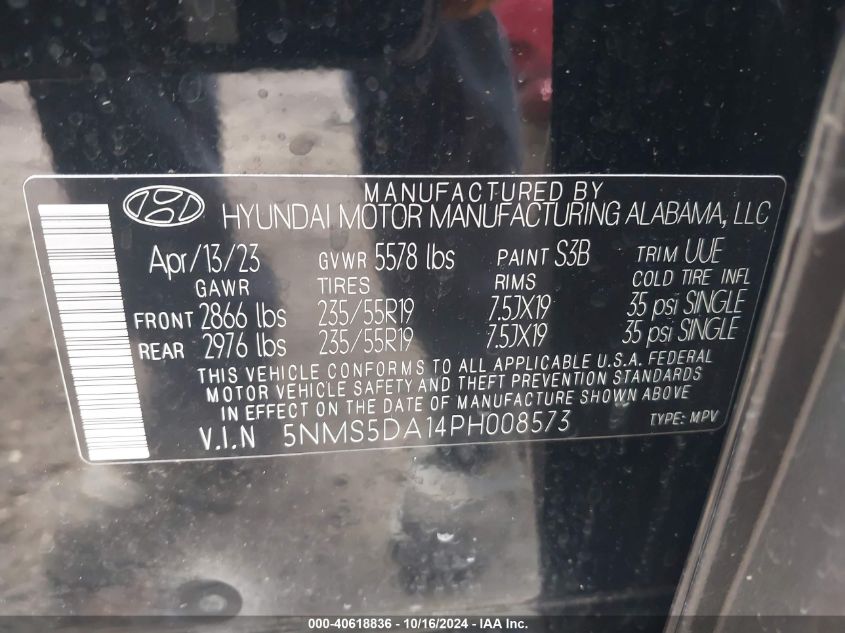 MANUFACTURED BY
HYUNDAI MOTOR MANUFACTURING ALABAMA, LLC
Apr/13/23 GVWR 5578 lbs PAINT S3B TRIM UUE
GAWR TIRES RIMS COLD TIRE INFL
FRONT 2866 lbs 235/55R19 7.5JX19 35 psi SINGLE
REAR 2976 lbs 235/55R19 7.5JX19 35 psi SINGLE
THIS VEHICLE CONFORMS TO ALL APPLICABLE U.S.A. FEDERAL
MOTOR VEHICLE SAFETY AND THEFT PREVENTION STANDARDS
IN EFFECT ON THE DATE OF MANUFACTURE SHOWN ABOVE
V.I.N 5NMS5DA14PH008573 TYPE: MPV
000-40618836 - 10/16/2024 - IAA Inc.